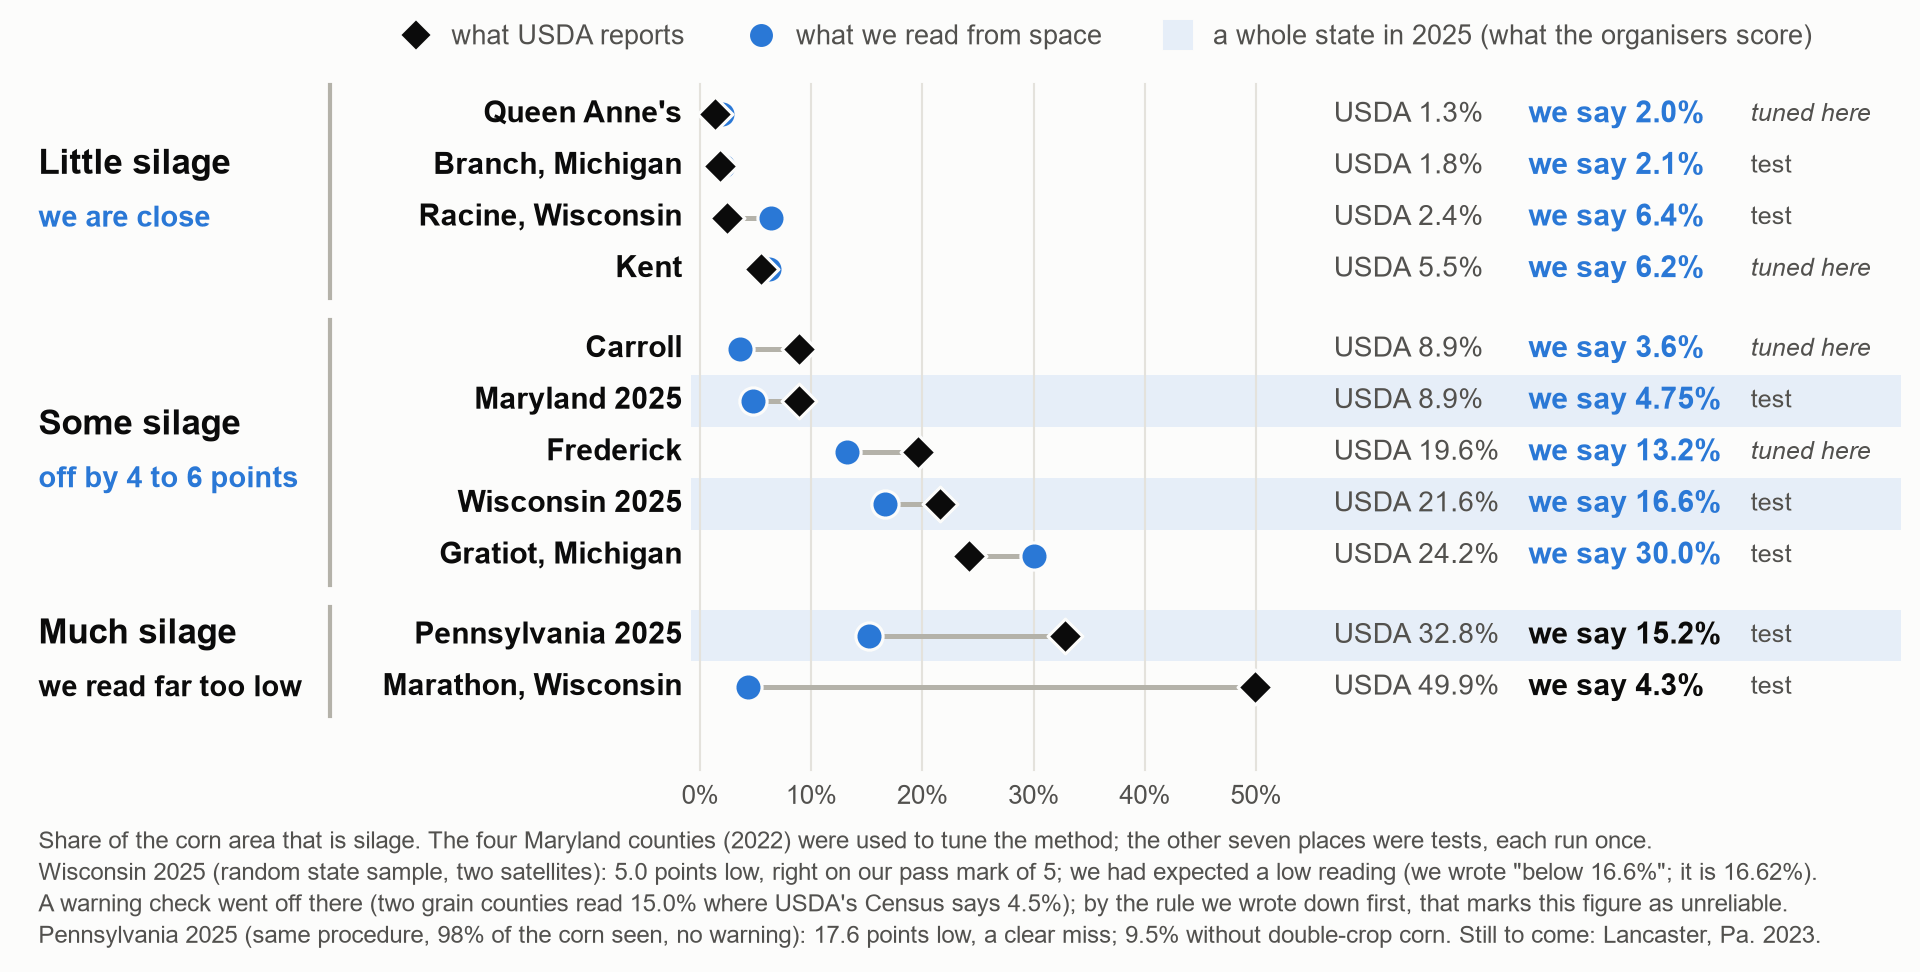 what USDA reports
what we read from space
a whole state in 2025 (what the organisers score)
Little silage
we are close
Queen Anne's USDA 1.3% we say 2.0% tuned here
Branch, Michigan USDA 1.8% we say 2.1% test
Racine, Wisconsin USDA 2.4% we say 6.4% test
Kent USDA 5.5% we say 6.2% tuned here
Some silage
off by 4 to 6 points
Carroll USDA 8.9% we say 3.6% tuned here
Maryland 2025 USDA 8.9% we say 4.75% test
Frederick USDA 19.6% we say 13.2% tuned here
Wisconsin 2025 USDA 21.6% we say 16.6% test
Gratiot, Michigan USDA 24.2% we say 30.0% test
Much silage
we read far too low
Pennsylvania 2025 USDA 32.8% we say 15.2% test
Marathon, Wisconsin USDA 49.9% we say 4.3% test
0% 10% 20% 30% 40% 50%
Share of the corn area that is silage. The four Maryland counties (2022) were used to tune the method; the other seven places were tests, each run once.
Wisconsin 2025 (random state sample, two satellites): 5.0 points low, right on our pass mark of 5; we had expected a low reading (we wrote "below 16.6%"; it is 16.62%).
A warning check went off there (two grain counties read 15.0% where USDA's Census says 4.5%); by the rule we wrote down first, that marks this figure as unreliable.
Pennsylvania 2025 (same procedure, 98% of the corn seen, no warning): 17.6 points low, a clear miss; 9.5% without double-crop corn. Still to come: Lancaster, Pa. 2023.